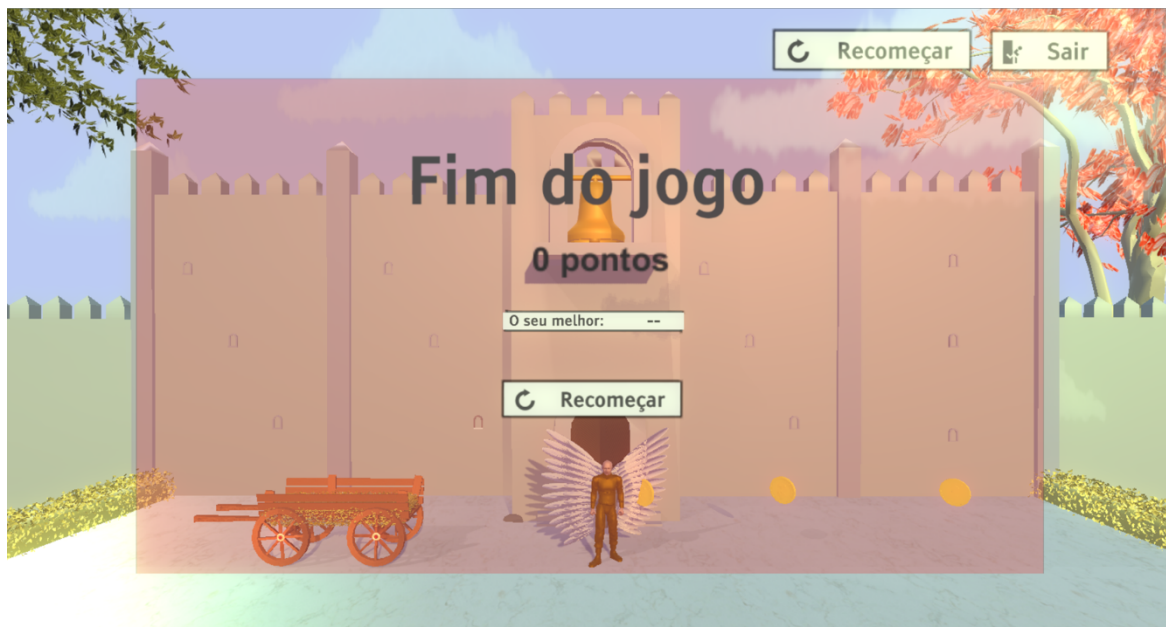 Recomeçar
Sair
Fim do jogo
0 pontos
O seu melhor: --
Recomeçar